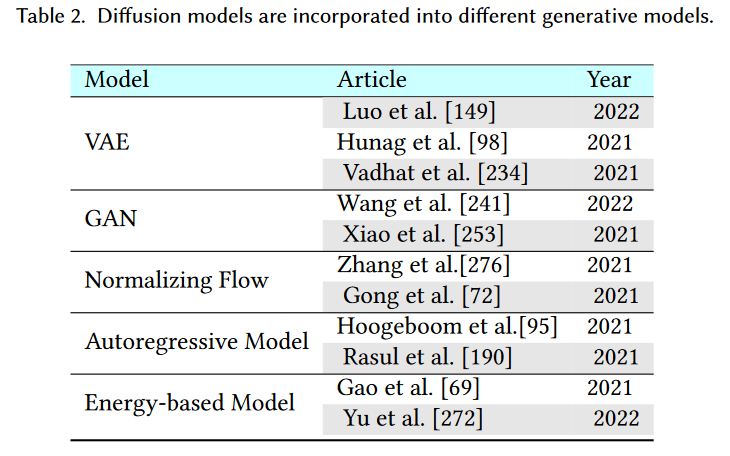 Table 2. Diffusion models are incorporated into different generative models.
Model Article Year
Luo et al. [149] 2022
VAE Hunag et al. [98] 2021
Vadhat et al. [234] 2021
GAN
Wang et al. [241] 2022
Xiao et al. [253] 2021
Normalizing Flow
Zhang et al.[276] 2021
Gong et al. [72] 2021
Autoregressive Model
Hoogeboom et al.[95] 2021
Rasul et al. [190] 2021
Energy-based Model
Gao et al. [69] 2021
Yu et al. [272] 2022